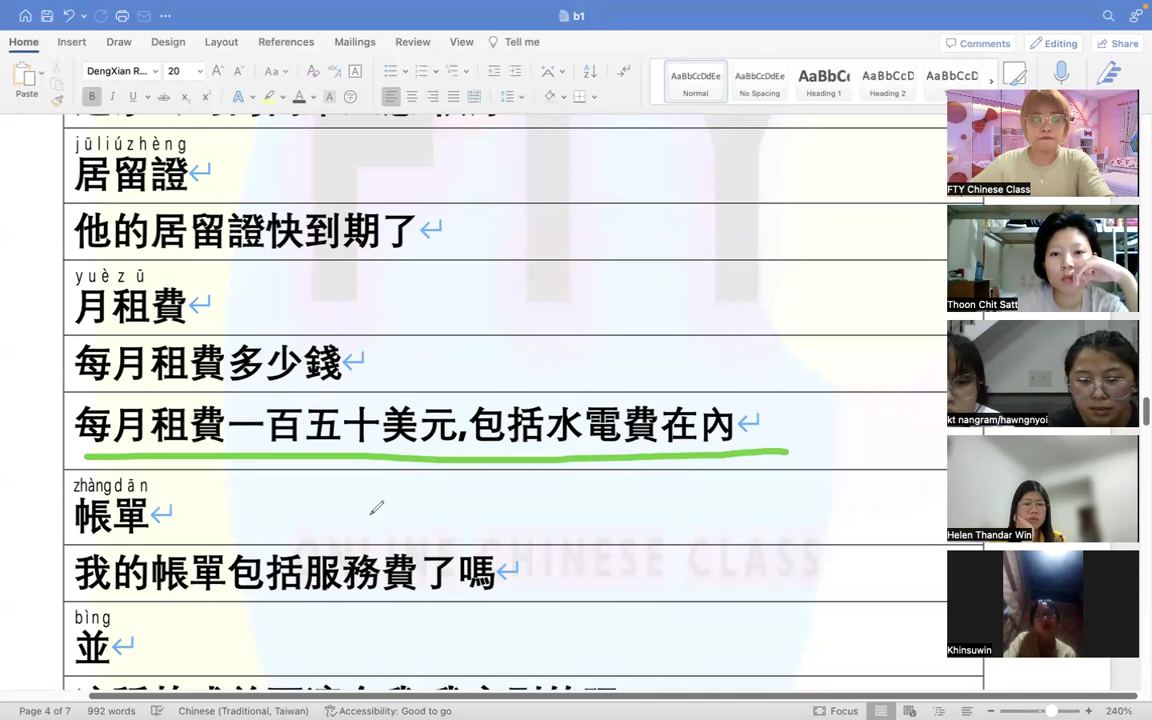 b1
Home Insert Draw Design Layout References Mailings Review View Tell me
Comments Editing Share
Paste
DengXian R... 20
AaBbCcDdEe AaBbCcDdEe AaBbCc AaBbCcD AaBbCcD
Normal No Spacing Heading 1 Heading 2
jūliúzhèng
居留證
他的居留證快到期了
yuèzū
月租費
每月租費多少錢
每月租費一百五十美元,包括水電費在內
zhàngdān
帳單
我的帳單包括服務費了嗎
bìng
並
FTY
ONLINE CHINESE CLASS
FTY Chinese Class
Thoon Chit Satt
kt nangram/hawngnyoi
Helen Thandar Win
Khinsuwin
Page 4 of 7 992 words Chinese (Traditional, Taiwan) Accessibility: Good to go Focus 240%